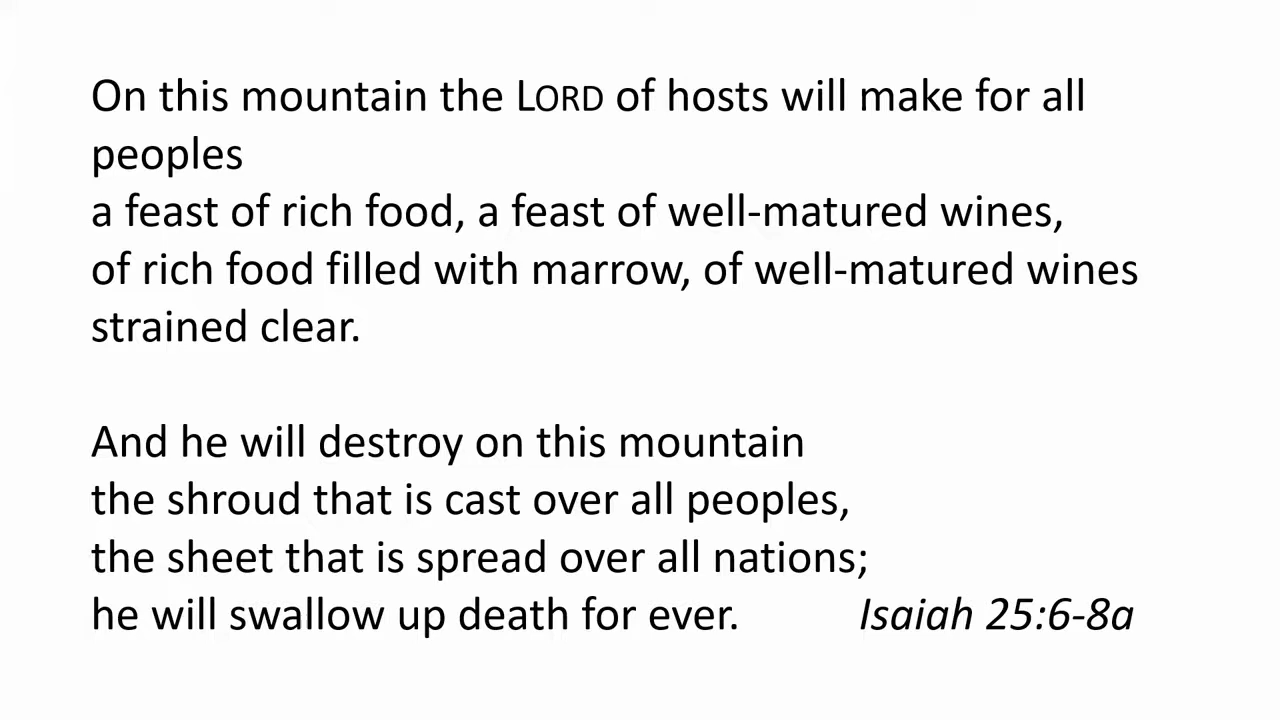 On this mountain the LORD of hosts will make for all
peoples
a feast of rich food, a feast of well-matured wines,
of rich food filled with marrow, of well-matured wines
strained clear.
And he will destroy on this mountain
the shroud that is cast over all peoples,
the sheet that is spread over all nations;
he will swallow up death for ever. Isaiah 25:6-8a